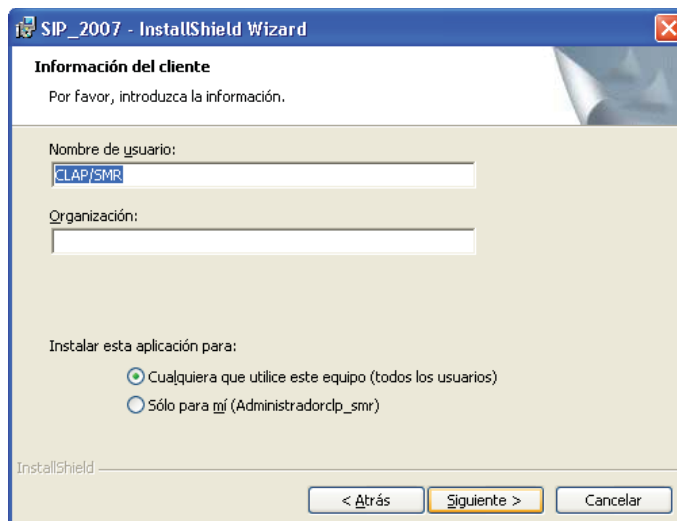 SIP_2007 - InstallShield Wizard
Información del cliente
Por favor, introduzca la información.
Nombre de usuario:
CLAP/SMR
Organización:
Instalar esta aplicación para:
Cualquiera que utilice este equipo (todos los usuarios)
Sólo para mí (Administradorclp_smr)
InstallShield
< Atrás
Siguiente >
Cancelar